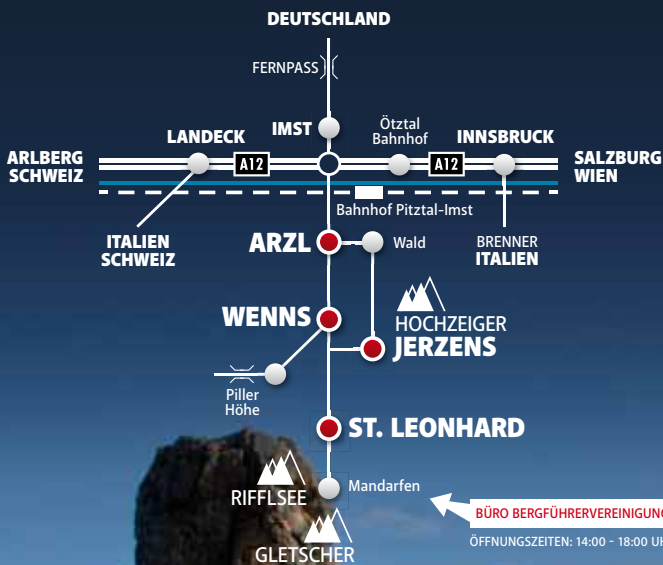 DEUTSCHLAND
FERNPASS
IMST
LANDECK
Ötztal
Bahnhof
INNSBRUCK
ARLBERG
SCHWEIZ
A12
A12
SALZBURG
WIEN
Bahnhof Pitztal-Imst
ITALIEN
SCHWEIZ
ARZL
Wald
BRENNER
ITALIEN
WENNS
HOCHZEIGER
JERZENS
Piller
Höhe
ST. LEONHARD
RIFFLSEE
Mandarfen
GLETSCHER
BÜRO BERGFÜHRERVEREINIGUNG
ÖFFNUNGSZEITEN: 14:00 - 18:00